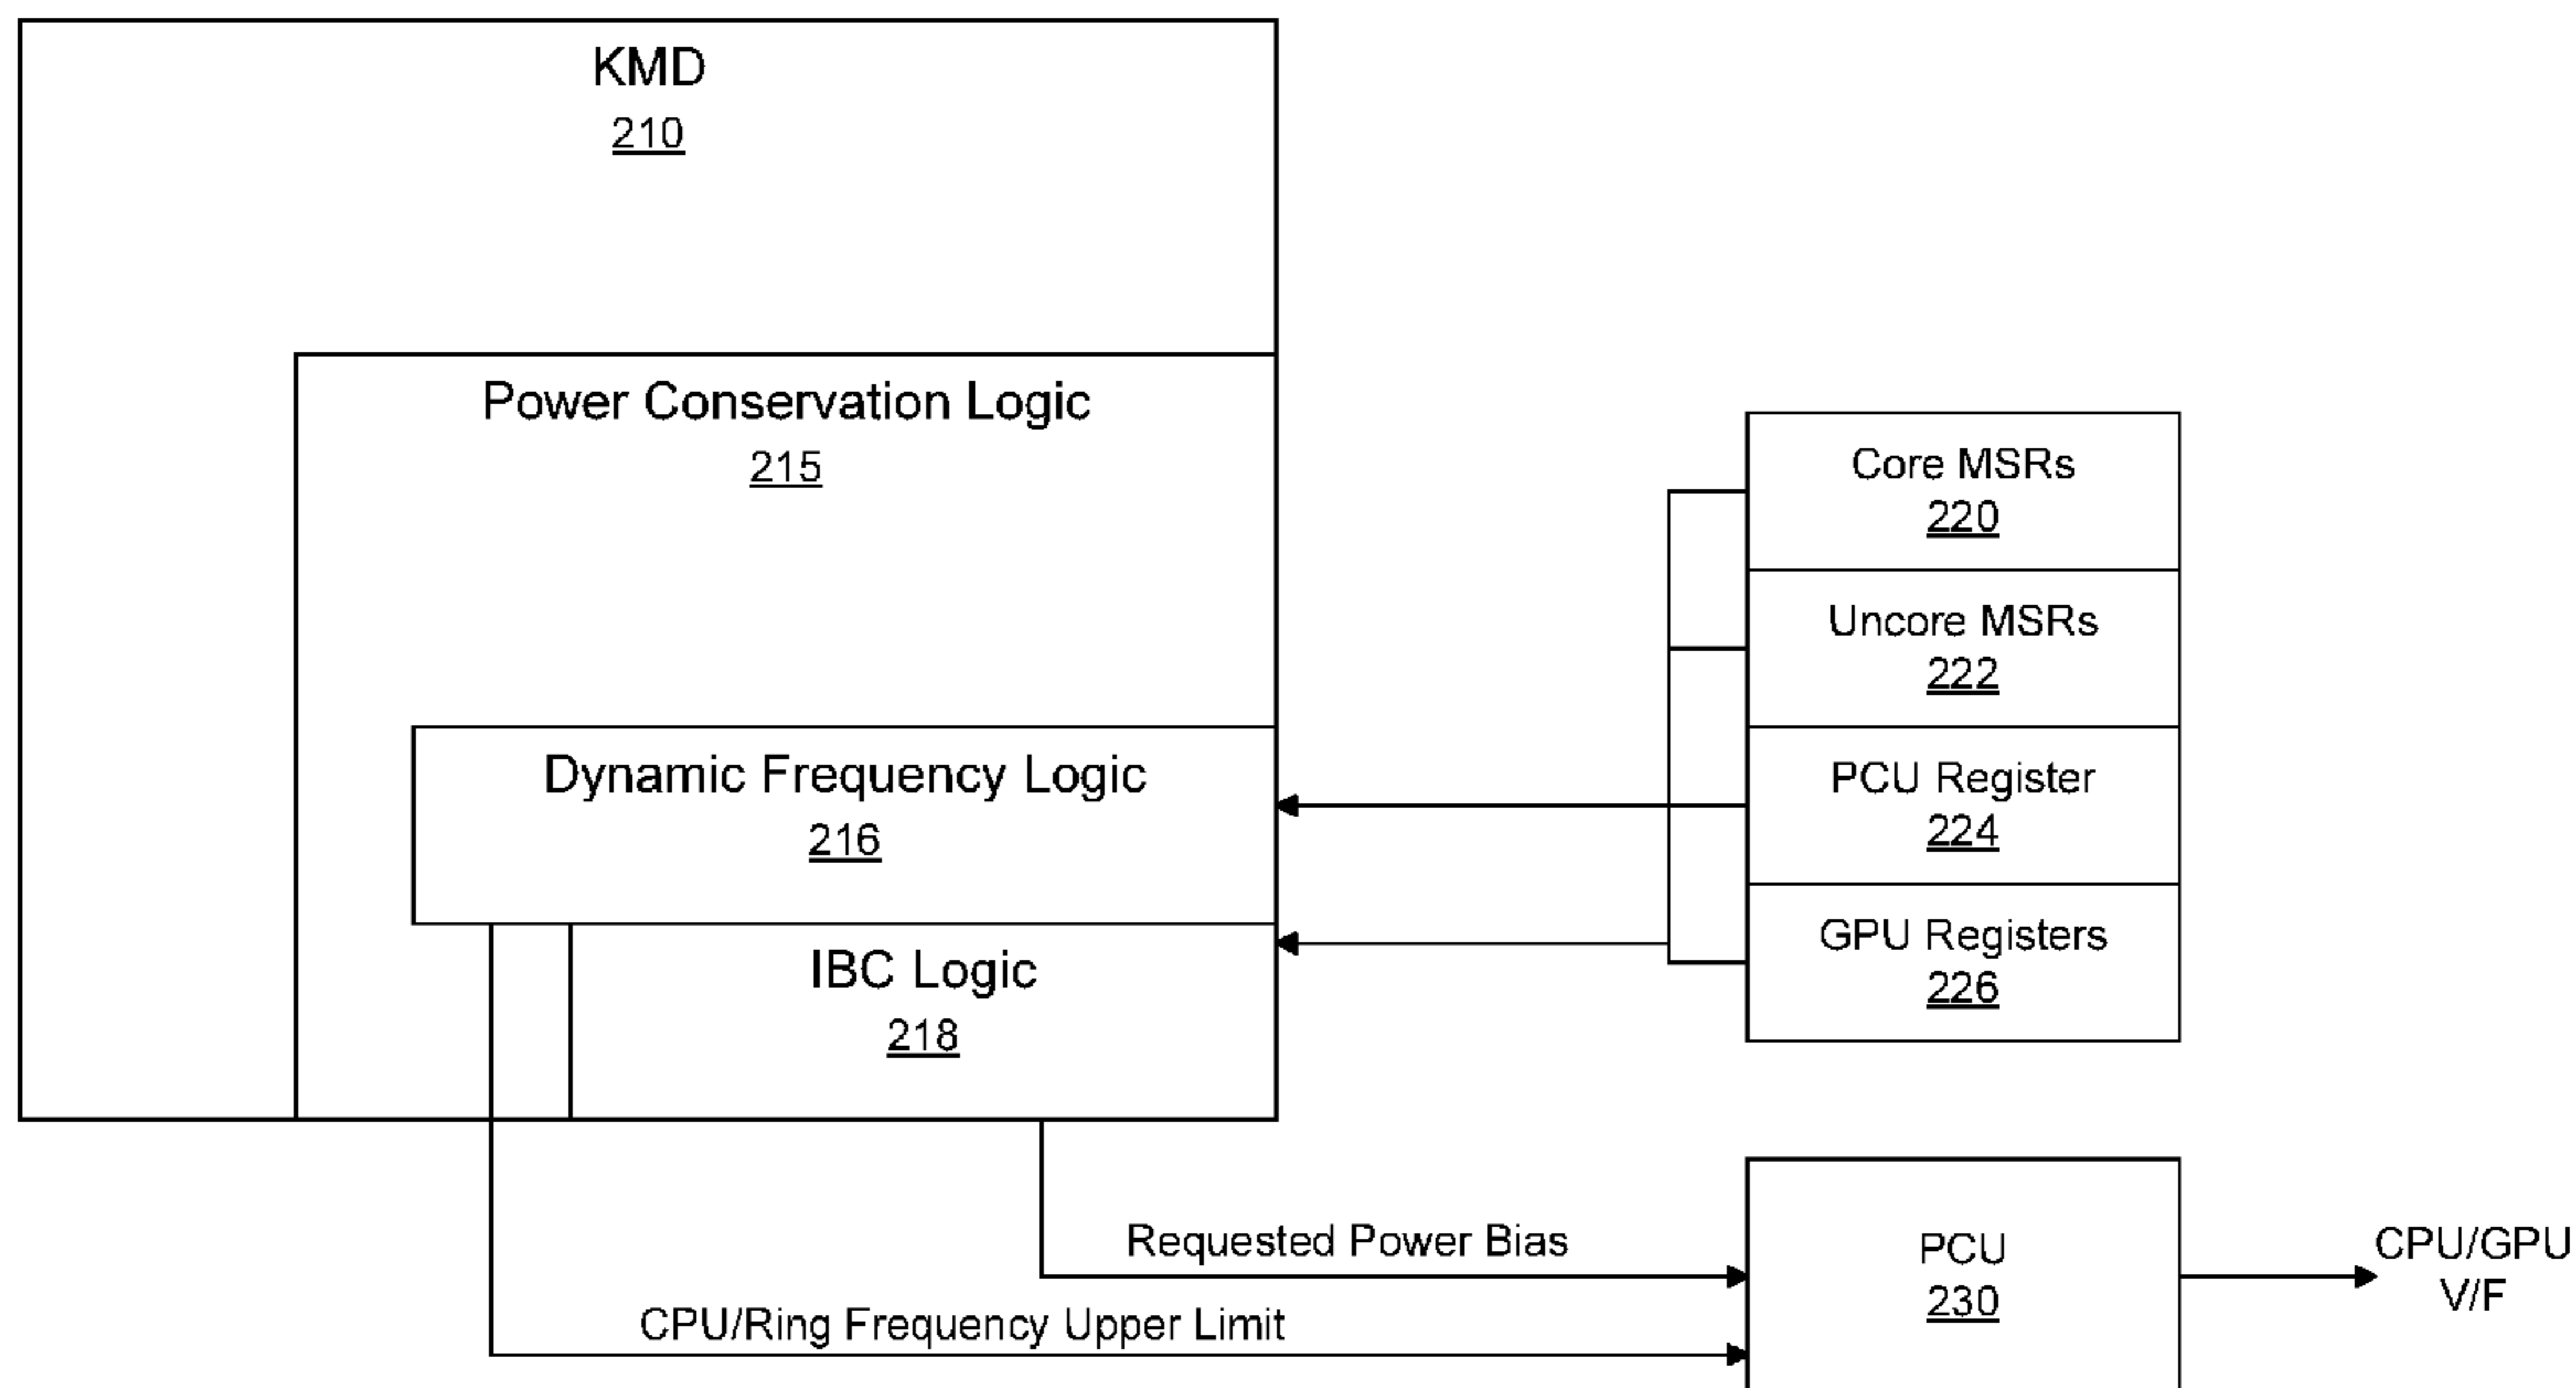 KMD
210
Power Conservation Logic
215
Dynamic Frequency Logic
216
IBC Logic
218
Core MSRs
220
Uncore MSRs
222
PCU Register
224
GPU Registers
226
Requested Power Bias
CPU/Ring Frequency Upper Limit
PCU
230
CPU/GPU
V/F